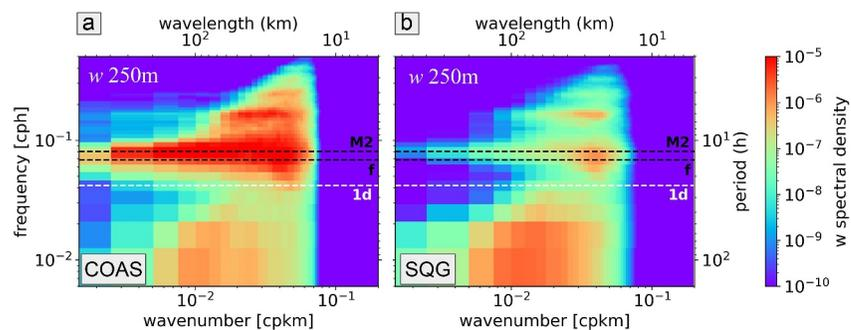 a
wavelength (km)
10²
10¹
w 250m
frequency [cph]
10⁻¹
10⁻²
M2
f
1d
COAS
10⁻²
10⁻¹
wavenumber [cpkm]
b
wavelength (km)
10²
10¹
w 250m
M2
f
1d
SQG
10¹
10²
period (h)
10⁻²
10⁻¹
wavenumber [cpkm]
10⁻⁵
10⁻⁶
10⁻⁷
10⁻⁸
10⁻⁹
10⁻¹⁰
w spectral density